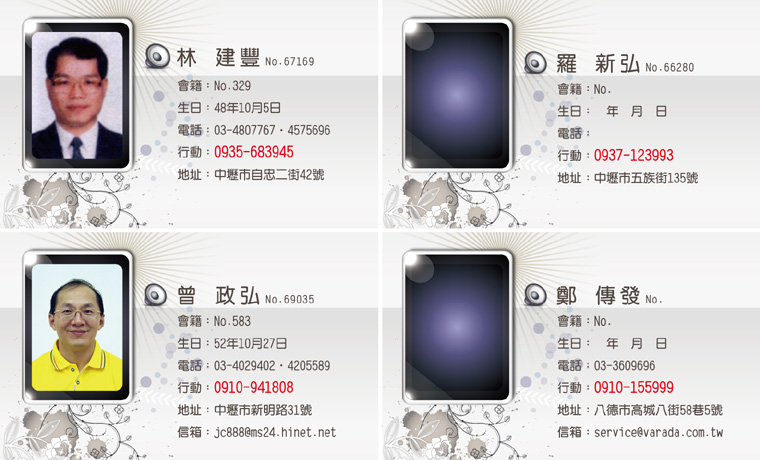 林 建豐 No.67169
會籍：No.329
生日：48年10月5日
電話：03-4807767・4575696
行動：0935-683945
地址：中壢市自忠二街42號
羅 新弘 No.66280
會籍：No.
生日： 年 月 日
電話：
行動：0937-123993
地址：中壢市五族街135號
曾 政弘 No.69035
會籍：No.583
生日：52年10月27日
電話：03-4029402・4205589
行動：0910-941808
地址：中壢市新明路31號
信箱：jc888@ms24.hinet.net
鄭 傳發 No.
會籍：No.
生日： 年 月 日
電話：03-3609696
行動：0910-155999
地址：八德市高城八街58巷5號
信箱：service@varada.com.tw